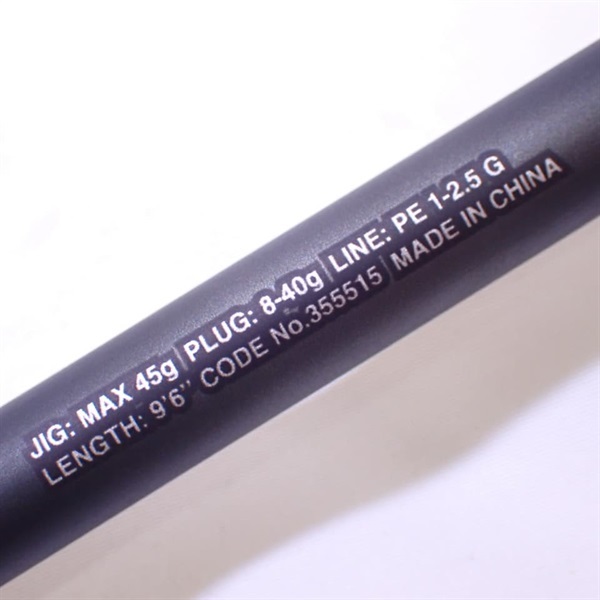 JIG: MAX 45g | PLUG: 8-40g | LINE: PE 1-2.5 G
LENGTH: 9'6" CODE No.355515 | MADE IN CHINA